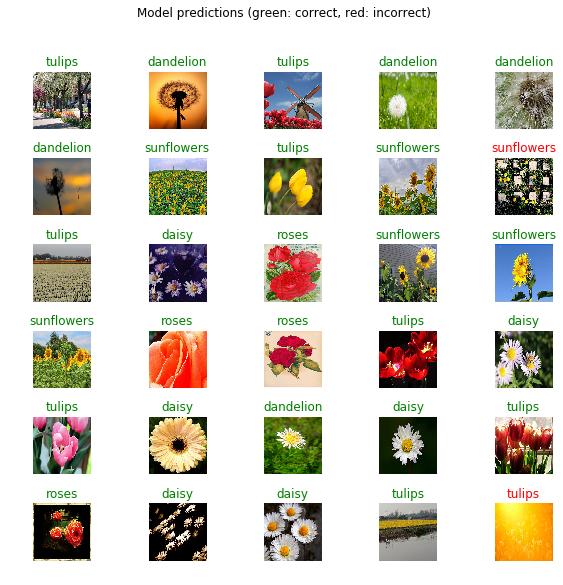 Model predictions (green: correct, red: incorrect)
tulips dandelion tulips dandelion dandelion
dandelion sunflowers tulips sunflowers sunflowers
tulips daisy roses sunflowers sunflowers
sunflowers roses roses tulips daisy
tulips daisy dandelion daisy tulips
roses daisy daisy tulips tulips